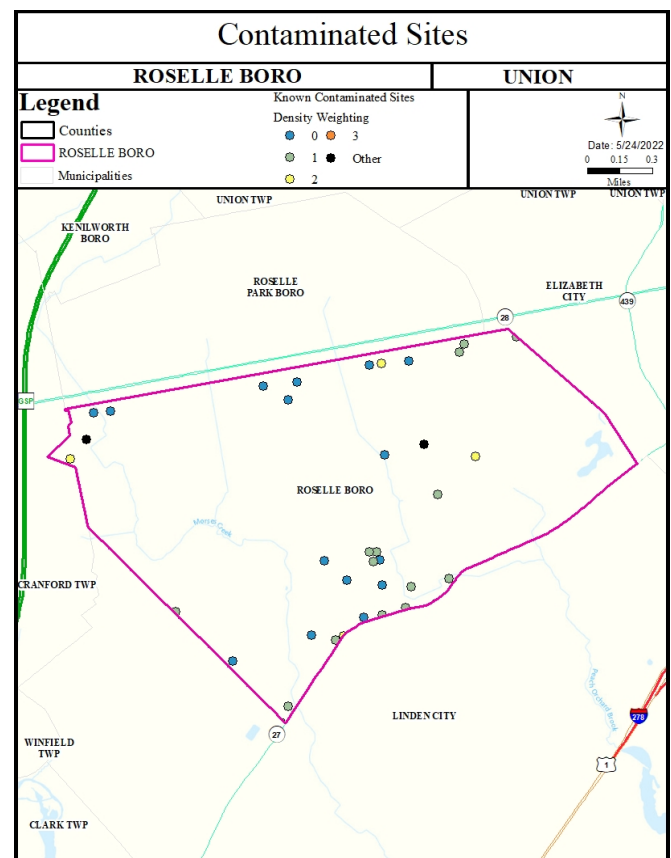 Contaminated Sites
ROSELLE BORO
UNION
Legend
Counties
ROSELLE BORO
Municipalities
Known Contaminated Sites
Density Weighting
0
3
1
Other
2
N
Date: 5/24/2022
0 0.15 0.3
Miles
UNION TWP
UNION TWP
UNION TWP
KENILWORTH
BORO
ROSELLE
PARK BORO
ELIZABETH
CITY
439
28
GSP
ROSELLE BORO
CRANFORD TWP
Peach Orchard Brook
LINDEN CITY
278
27
WINFIELD
TWP
1
CLARK TWP